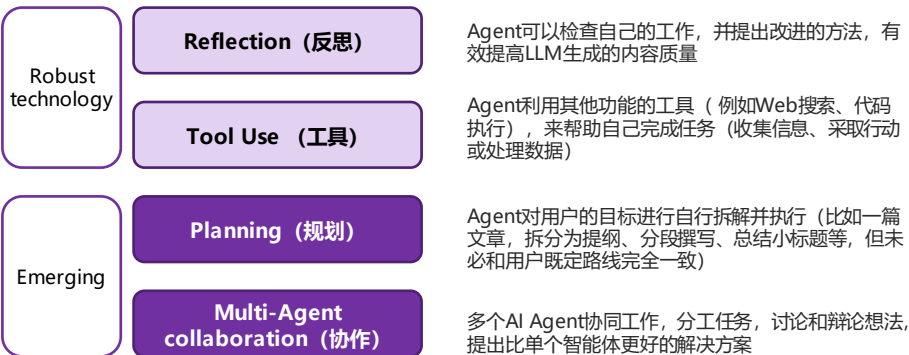 Robust
technology
Reflection（反思）
Agent可以检查自己的工作，并提出改进的方法，有
效提高LLM生成的内容质量
Tool Use （工具）
Agent利用其他功能的工具（ 例如Web搜索、代码
执行），来帮助自己完成任务（收集信息、采取行动
或处理数据）
Emerging
Planning（规划）
Agent对用户的目标进行自行拆解并执行（比如一篇
文章，拆分为提纲、分段撰写、总结小标题等，但未
必和用户既定路线完全一致）
Multi-Agent
collaboration（协作）
多个AI Agent协同工作，分工任务，讨论和辩论想法,
提出比单个智能体更好的解决方案